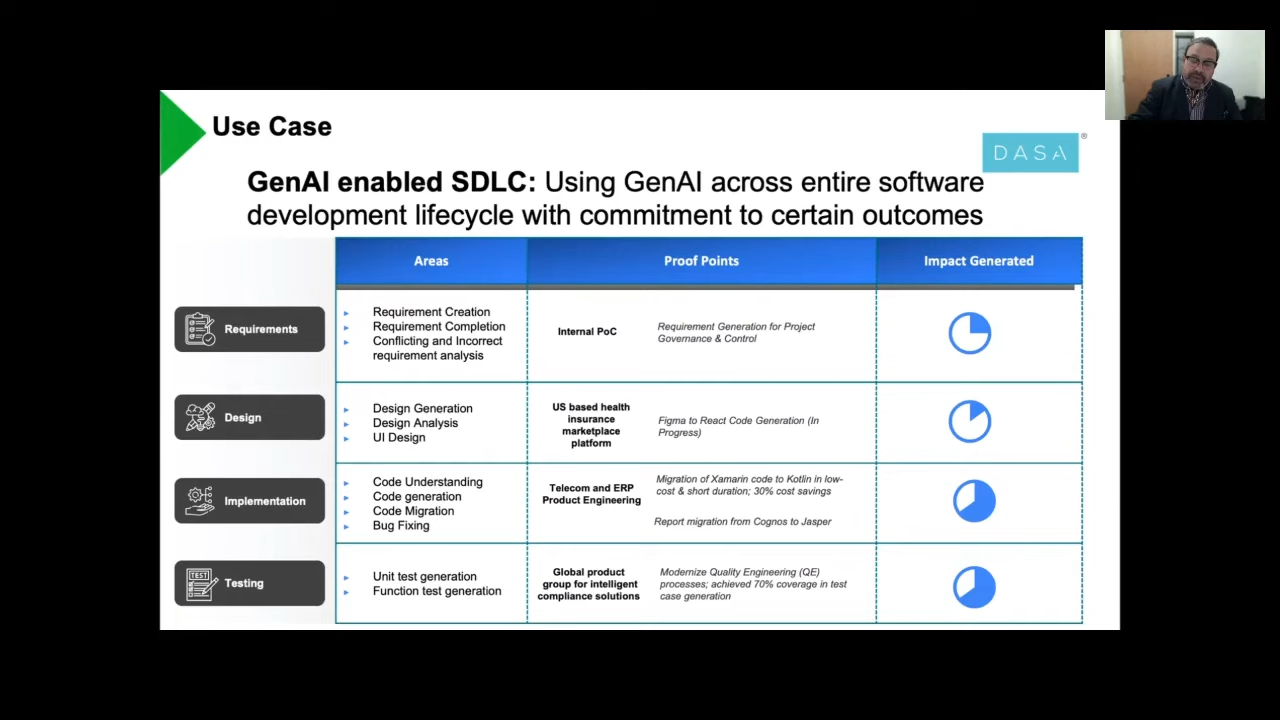 Use Case
DASA
®
GenAI enabled SDLC: Using GenAI across entire software
development lifecycle with commitment to certain outcomes
Areas
Proof Points
Impact Generated
Requirements
Requirement Creation
Requirement Completion
Conflicting and Incorrect
requirement analysis
Internal PoC
Requirement Generation for Project
Governance & Control
Design
Design Generation
Design Analysis
UI Design
US based health
insurance
marketplace
platform
Figma to React Code Generation (In
Progress)
Implementation
Code Understanding
Code generation
Code Migration
Bug Fixing
Telecom and ERP
Product Engineering
Migration of Xamarin code to Kotlin in low-
cost & short duration; 30% cost savings
Report migration from Cognos to Jasper
TEST
Testing
Unit test generation
Function test generation
Global product
group for intelligent
compliance solutions
Modernize Quality Engineering (QE)
processes; achieved 70% coverage in test
case generation